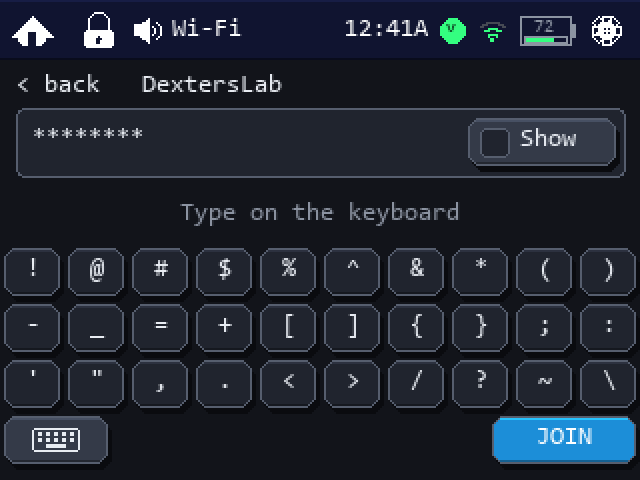 Wi-Fi 12:41A V 72
< back DextersLab
******** Show
Type on the keyboard
! @ # $ % ^ & * ( )
- _ = + [ ] { } ; :
' " , . < > / ? ~ \
JOIN